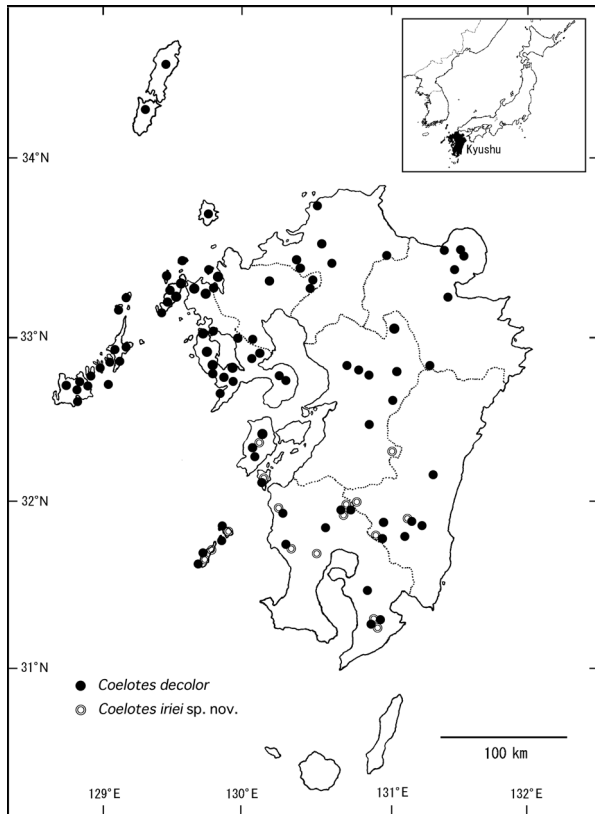 Kyushu
34°N
33°N
32°N
31°N
Coelotes decolor
Coelotes iriei sp. nov.
100 km
129°E
130°E
131°E
132°E